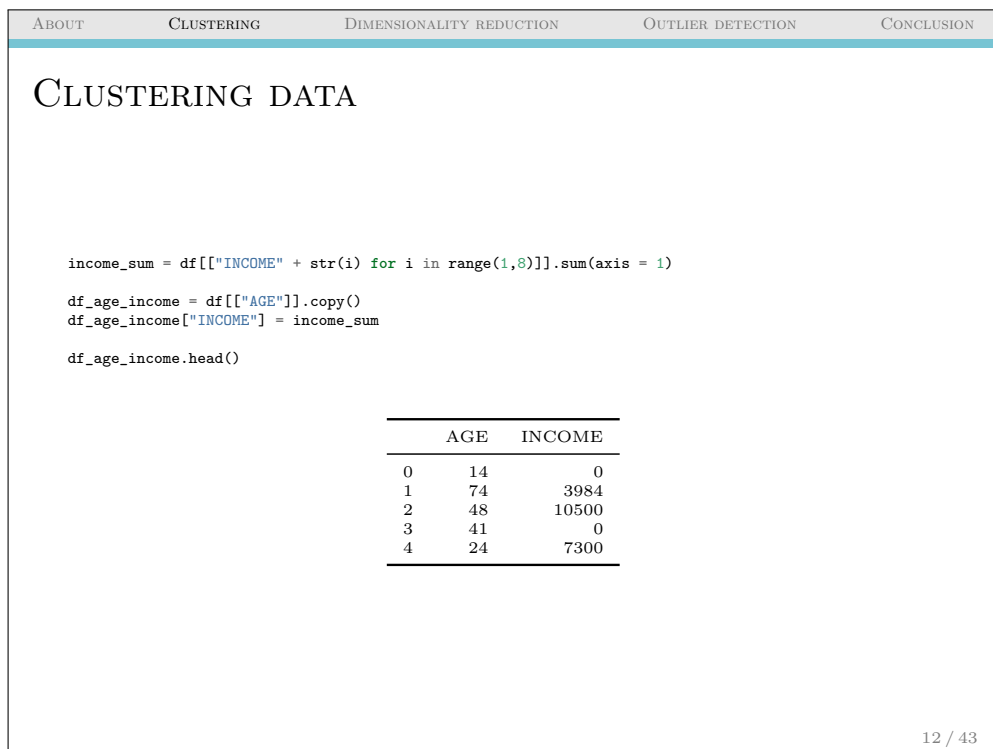 About Clustering Dimensionality reduction Outlier detection Conclusion
Clustering data
income_sum = df[["INCOME" + str(i) for i in range(1,8)]].sum(axis = 1)
df_age_income = df[["AGE"]].copy()
df_age_income["INCOME"] = income_sum
df_age_income.head()
AGE INCOME
0 14 0
1 74 3984
2 48 10500
3 41 0
4 24 7300
12 / 43